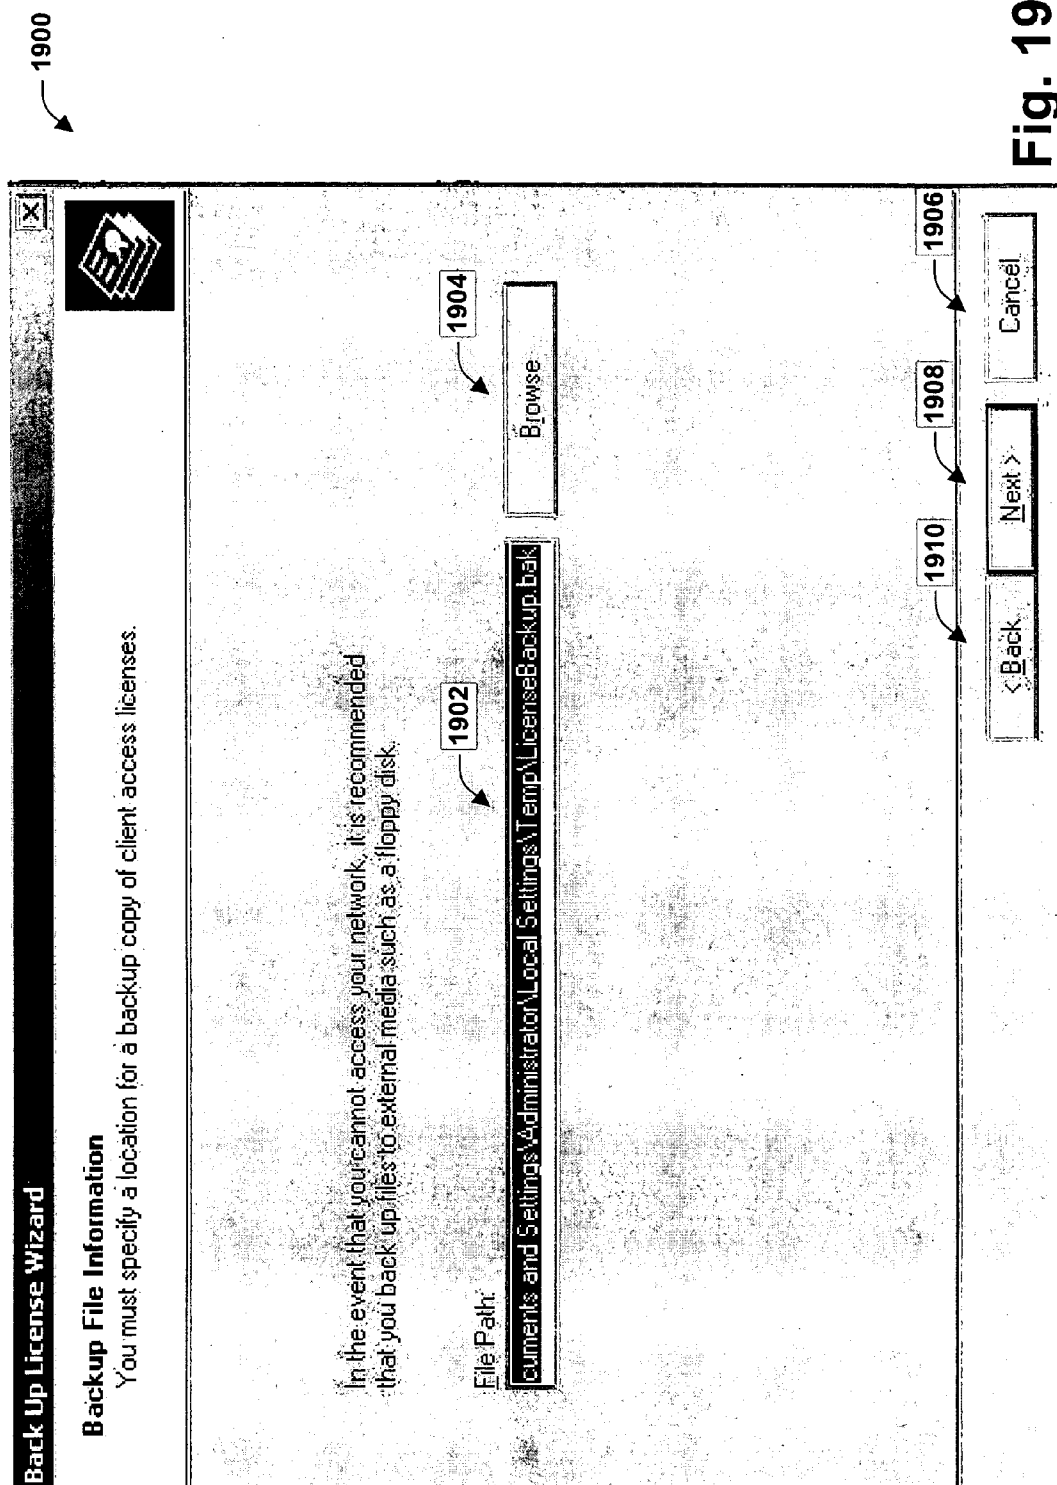 1900
Back Up License Wizard
Backup File Information
You must specify a location for a backup copy of client access licenses.
In the event that you cannot access your network, it is recommended
that you back up files to external media such as a floppy disk.
1902
1904
File Path:
cuments and Settings\Administrator\Local Settings\Temp\LicenseBackup.bak
Browse
1910
1908
1906
< Back
Next >
Cancel
Fig. 19